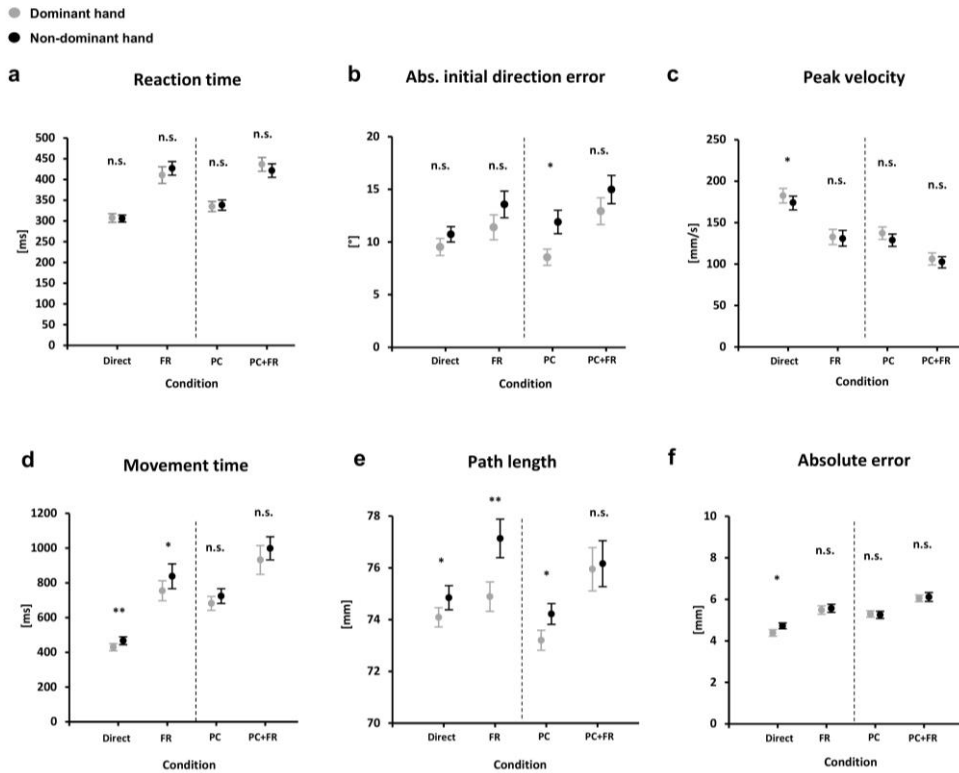 Dominant hand
Non-dominant hand
a
Reaction time
n.s.
n.s.
n.s.
n.s.
500
450
400
350
300
250
200
150
100
50
0
[ms]
Direct FR PC PC+FR
Condition
b
Abs. initial direction error
n.s.
n.s.
*
n.s.
20
15
10
5
0
[°]
Direct FR PC PC+FR
Condition
c
Peak velocity
*
n.s.
n.s.
n.s.
250
200
150
100
50
0
[mm/s]
Direct FR PC PC+FR
Condition
d
Movement time
**
*
n.s.
n.s.
1200
1000
800
600
400
200
0
[ms]
Direct FR PC PC+FR
Condition
e
Path length
*
**
*
n.s.
78
76
74
72
70
[mm]
Direct FR PC PC+FR
Condition
f
Absolute error
*
n.s.
n.s.
n.s.
10
8
6
4
2
0
[mm]
Direct FR PC PC+FR
Condition